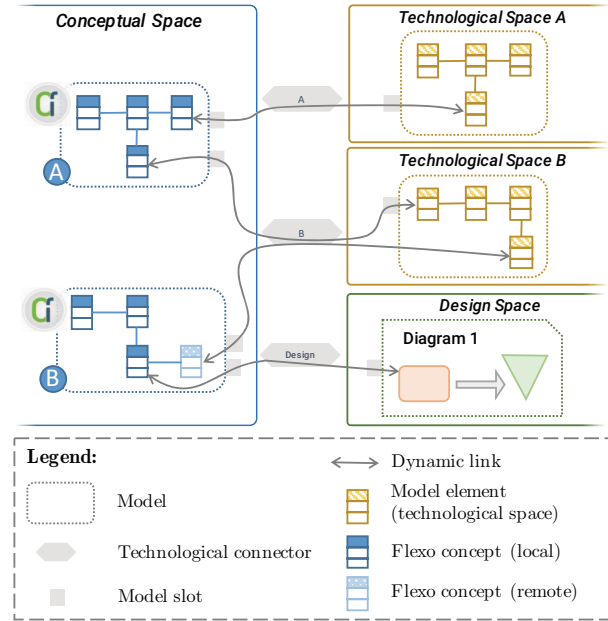 Conceptual Space
Technological Space A
A
A
Technological Space B
B
Design Space
Diagram 1
Design
B
Legend:
Model
Technological connector
Model slot
Dynamic link
Model element
(technological space)
Flexo concept (local)
Flexo concept (remote)